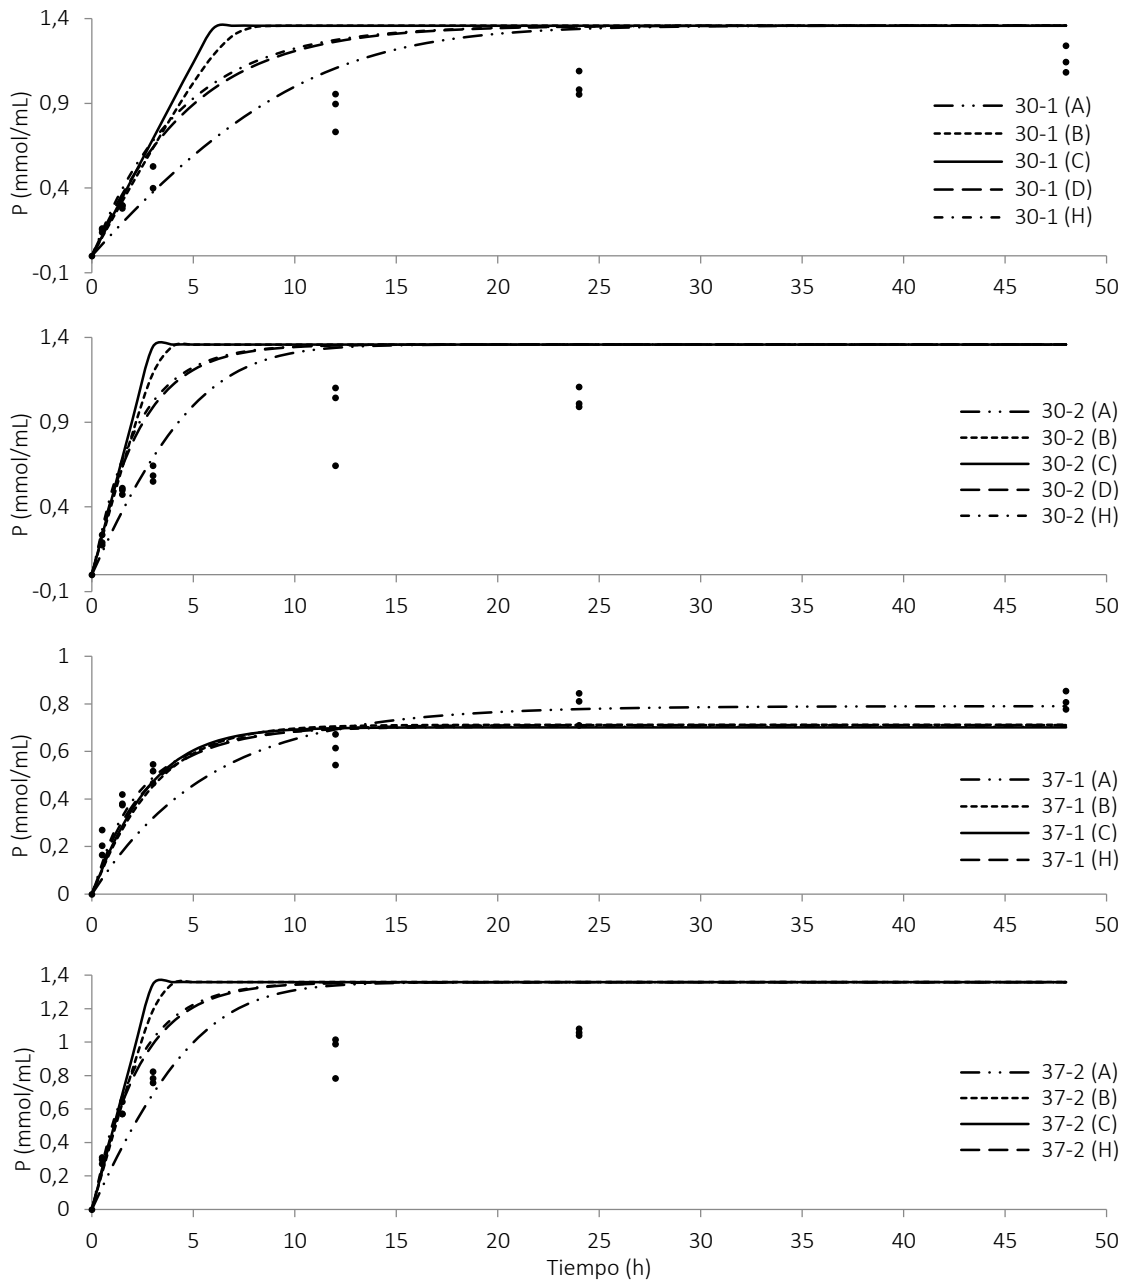 1,4
0,9
0,4
-0,1
P (mmol/mL)
30-1 (A)
30-1 (B)
30-1 (C)
30-1 (D)
30-1 (H)
0 5 10 15 20 25 30 35 40 45 50
1,4
0,9
0,4
-0,1
P (mmol/mL)
30-2 (A)
30-2 (B)
30-2 (C)
30-2 (D)
30-2 (H)
0 5 10 15 20 25 30 35 40 45 50
1
0,8
0,6
0,4
0,2
0
P (mmol/mL)
37-1 (A)
37-1 (B)
37-1 (C)
37-1 (H)
0 5 10 15 20 25 30 35 40 45 50
1,4
1,2
1
0,8
0,6
0,4
0,2
0
P (mmol/mL)
37-2 (A)
37-2 (B)
37-2 (C)
37-2 (H)
0 5 10 15 20 25 30 35 40 45 50
Tiempo (h)